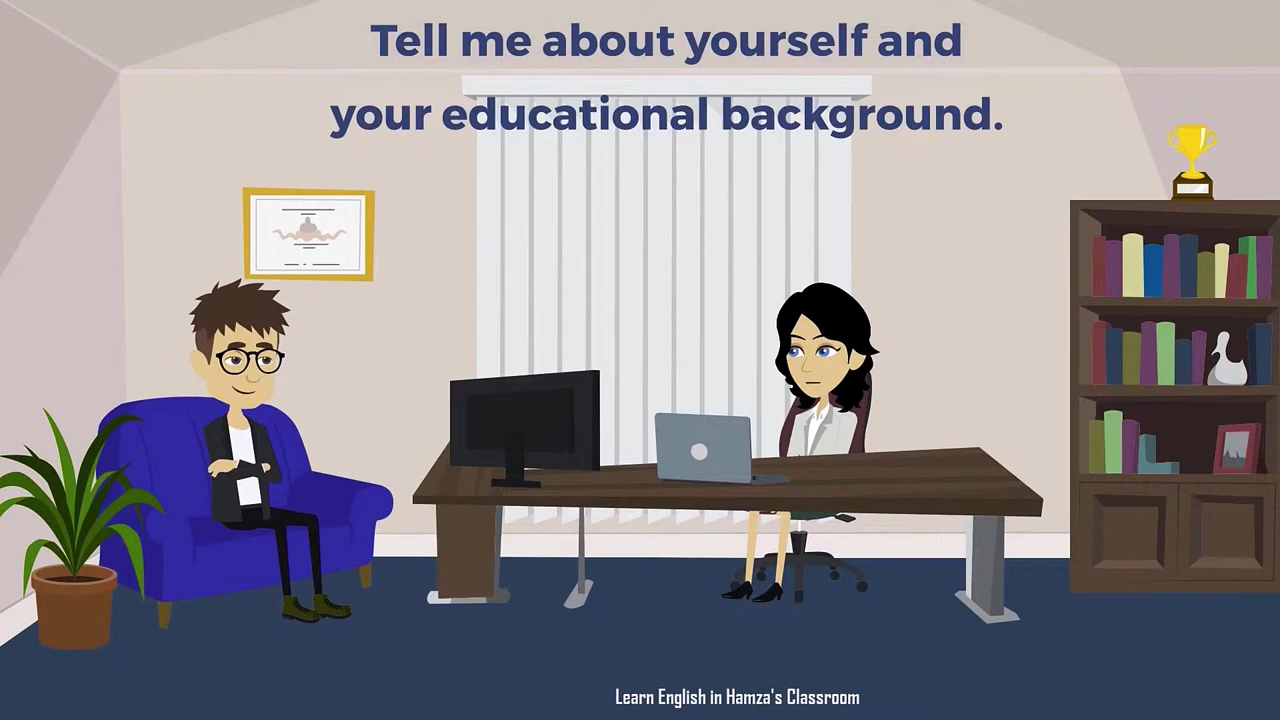 Tell me about yourself and
your educational background.
Learn English in Hamza's Classroom